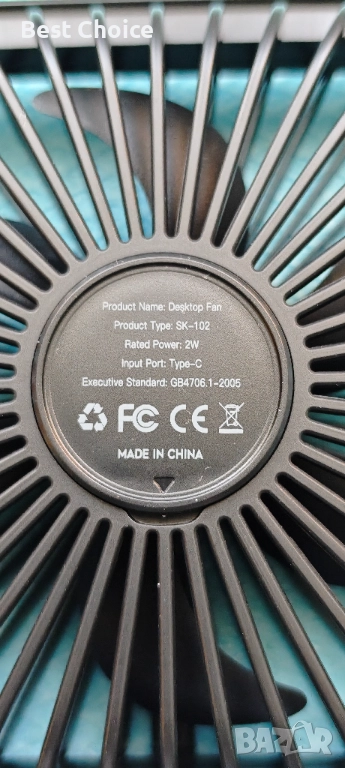 Best Choice
Product Name: Desktop Fan
Product Type: SK-102
Rated Power: 2W
Input Port: Type-C
Executive Standard: GB4706.1-2005
FC CE
MADE IN CHINA
BAZAR